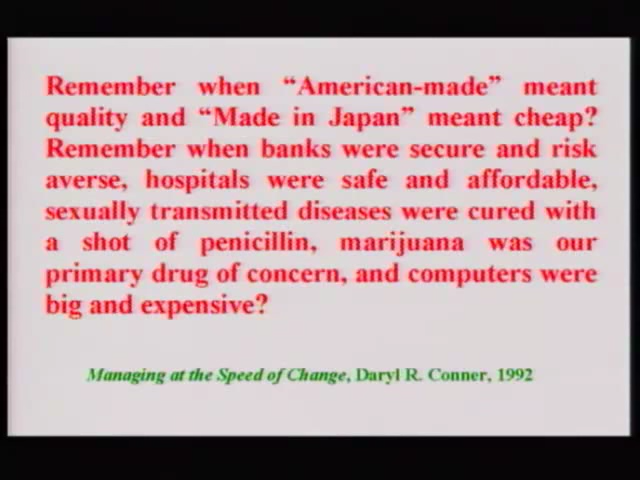 Remember when “American-made” meant
quality and “Made in Japan” meant cheap?
Remember when banks were secure and risk
averse, hospitals were safe and affordable,
sexually transmitted diseases were cured with
a shot of penicillin, marijuana was our
primary drug of concern, and computers were
big and expensive?
Managing at the Speed of Change, Daryl R. Conner, 1992